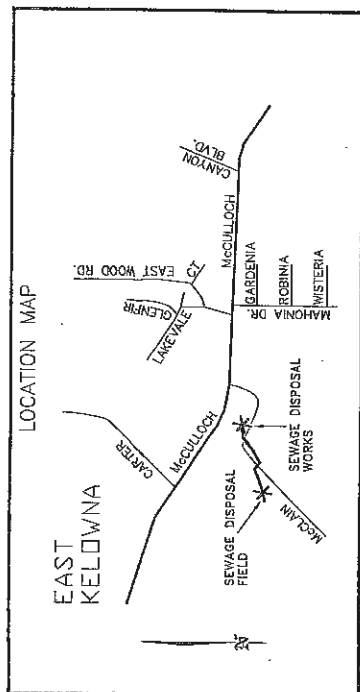 LOCATION MAP
EAST
KELOWNA
CARTER
McCULLOCH
LAKEVALE
GLENFIR
CT
EAST WOOD RD.
McCULLOCH
CANYON
BLVD.
GARDENIA
ROBINIA
WISTERIA
MAHONIA DR.
SEWAGE DISPOSAL
WORKS
SEWAGE DISPOSAL
FIELD
McCLAIN